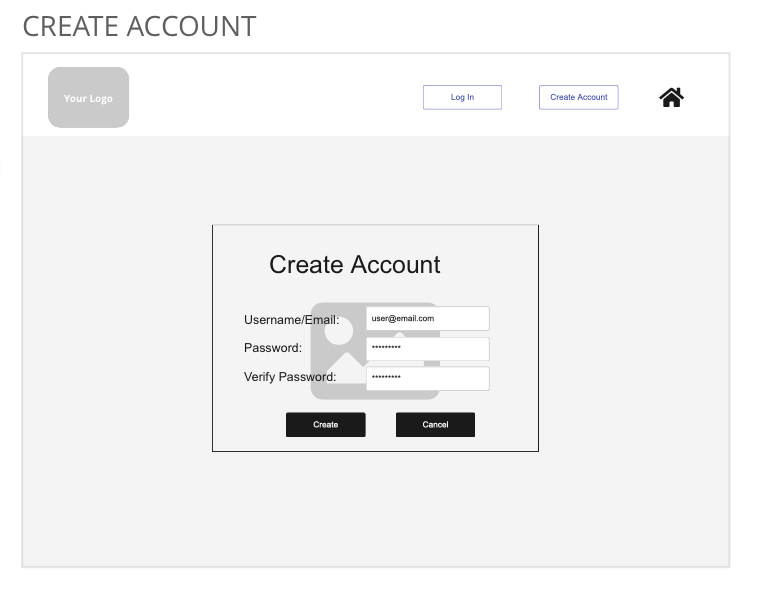 CREATE ACCOUNT
Your Logo
Log In
Create Account
Create Account
Username/Email: user@email.com
Password: *********
Verify Password: *********
Create
Cancel